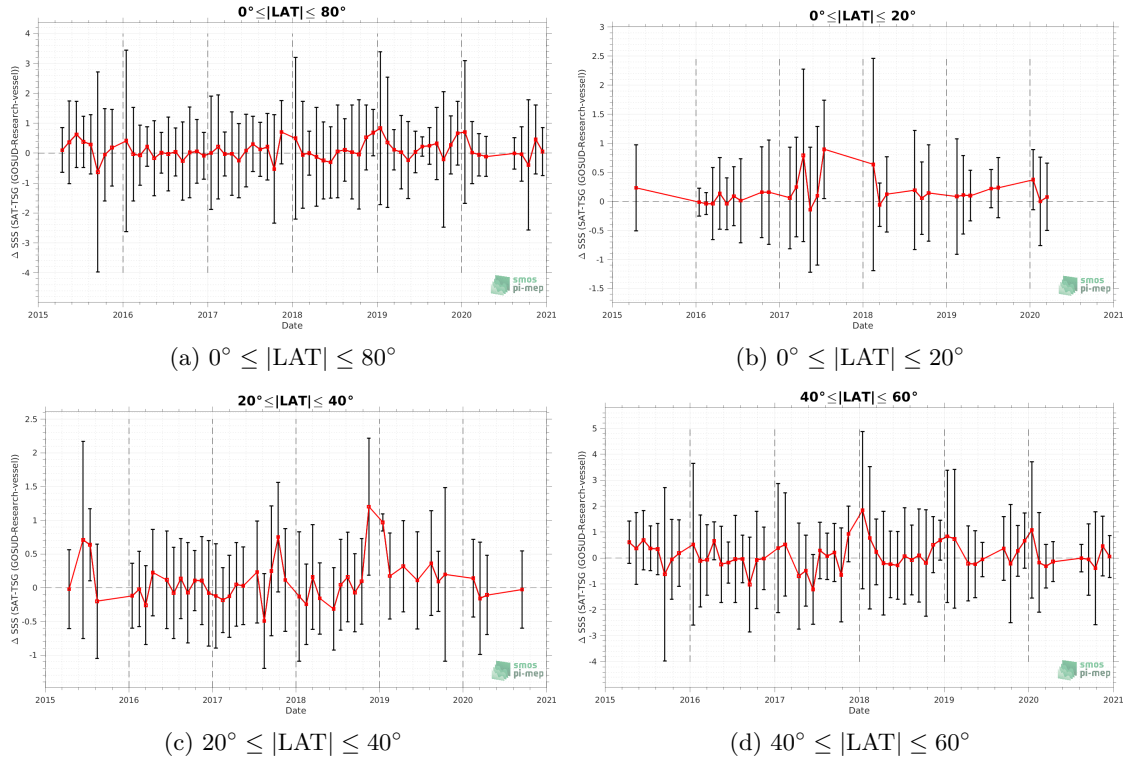 0°≤|LAT|≤ 80°
Δ SSS (SAT-TSG (GOSUD-Research-vessel))
4
3
2
1
0
-1
-2
-3
-4
2015 2016 2017 2018 2019 2020 2021
Date
smos
pi-mep
(a) 0° ≤ |LAT| ≤ 80°
0°≤|LAT|≤ 20°
Δ SSS (SAT-TSG (GOSUD-Research-vessel))
3
2.5
2
1.5
1
0.5
0
-0.5
-1
-1.5
2015 2016 2017 2018 2019 2020 2021
Date
smos
pi-mep
(b) 0° ≤ |LAT| ≤ 20°
20°≤|LAT|≤ 40°
Δ SSS (SAT-TSG (GOSUD-Research-vessel))
2.5
2
1.5
1
0.5
0
-0.5
-1
2015 2016 2017 2018 2019 2020 2021
Date
smos
pi-mep
(c) 20° ≤ |LAT| ≤ 40°
40°≤|LAT|≤ 60°
Δ SSS (SAT-TSG (GOSUD-Research-vessel))
5
4
3
2
1
0
-1
-2
-3
-4
2015 2016 2017 2018 2019 2020 2021
Date
smos
pi-mep
(d) 40° ≤ |LAT| ≤ 60°